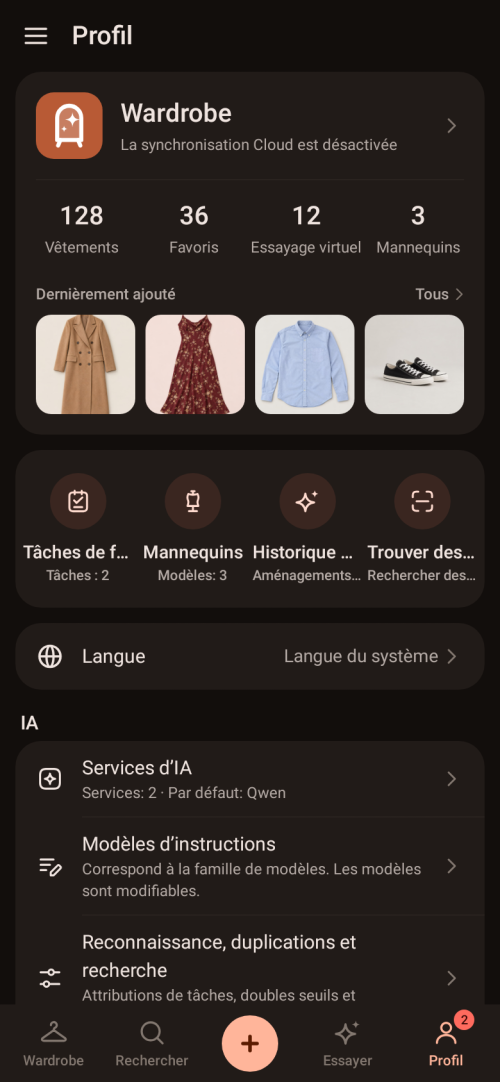 Profil
Wardrobe
La synchronisation Cloud est désactivée
128
36
12
3
Vêtements
Favoris
Essayage virtuel
Mannequins
Dernièrement ajouté
Tous
Tâches de f…
Mannequins
Historique …
Trouver des…
Tâches : 2
Modèles: 3
Aménagements…
Rechercher des…
Langue
Langue du système
IA
Services d’IA
Services: 2 · Par défaut: Qwen
Modèles d’instructions
Correspond à la famille de modèles. Les modèles
sont modifiables.
Reconnaissance, duplications et
recherche
Attributions de tâches, doubles seuils et
2
Wardrobe
Rechercher
Essayer
Profil